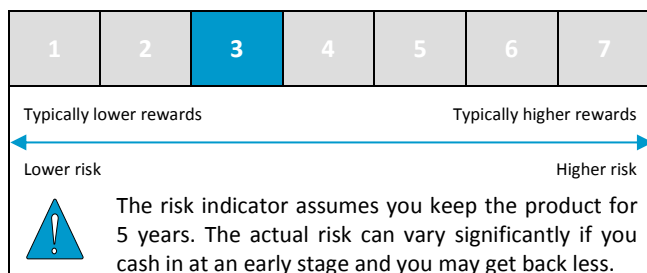 1 2 3 4 5 6 7
Typically lower rewards Typically higher rewards
Lower risk Higher risk
The risk indicator assumes you keep the product for
5 years. The actual risk can vary significantly if you
cash in at an early stage and you may get back less.